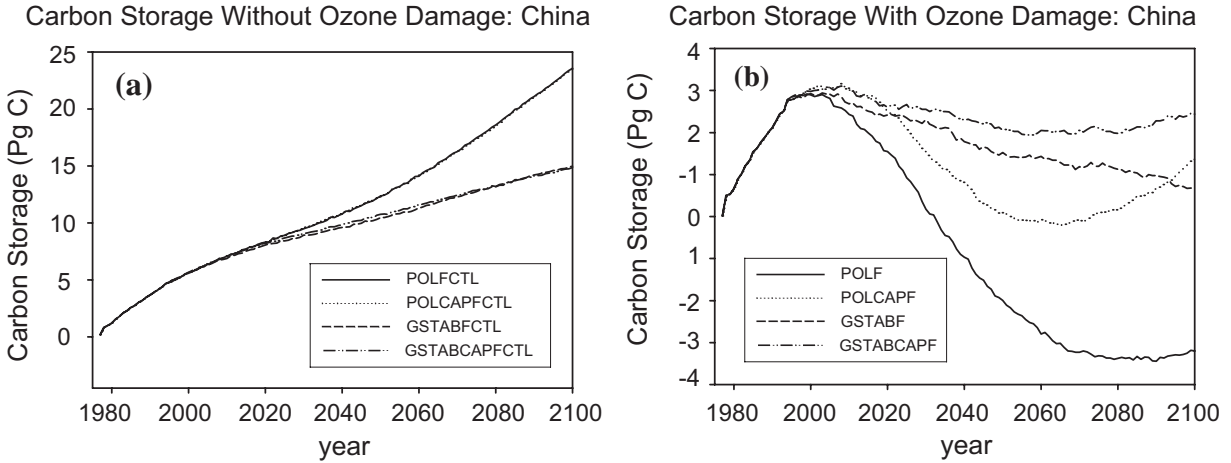 Carbon Storage Without Ozone Damage: China
(a)
Carbon Storage (Pg C)
25
20
15
10
5
0
POLFCTL
POLCAPFCTL
GSTABFCTL
GSTABCAPFCTL
1980 2000 2020 2040 2060 2080 2100
year
Carbon Storage With Ozone Damage: China
(b)
Carbon Storage (Pg C)
4
3
2
-1
0
1
-2
-3
-4
POLF
POLCAPF
GSTABF
GSTABCAPF
1980 2000 2020 2040 2060 2080 2100
year